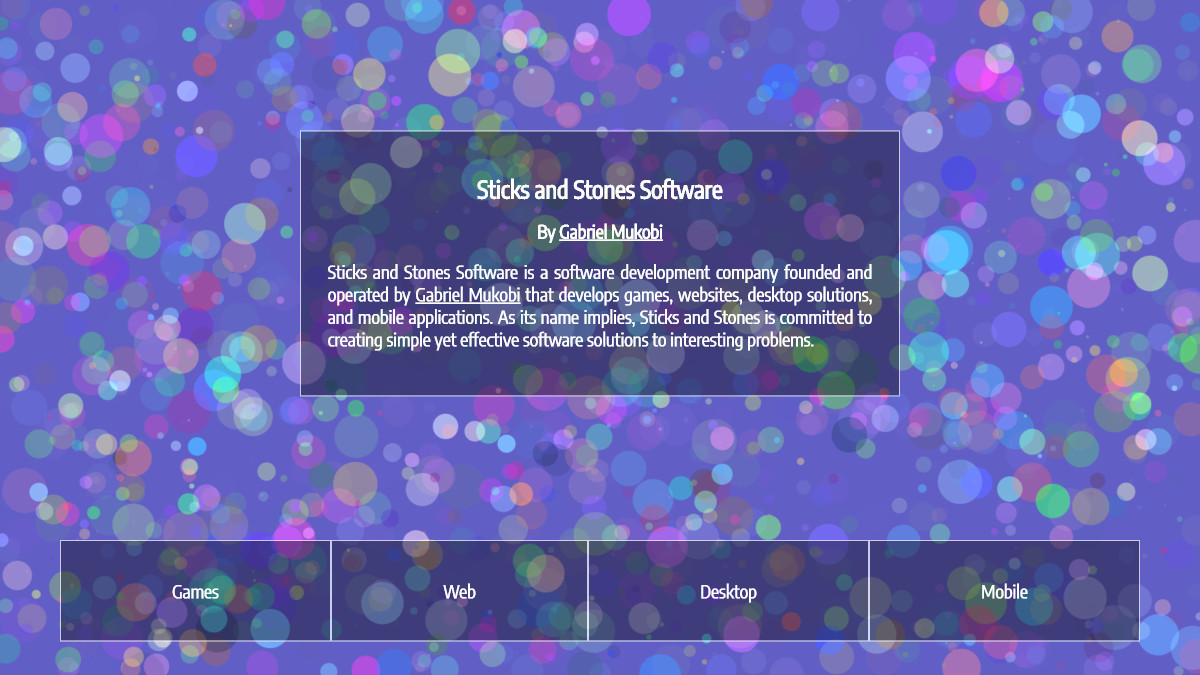 Sticks and Stones Software
By Gabriel Mukobi
Sticks and Stones Software is a software development company founded and
operated by Gabriel Mukobi that develops games, websites, desktop solutions,
and mobile applications. As its name implies, Sticks and Stones is committed to
creating simple yet effective software solutions to interesting problems.
Games
Web
Desktop
Mobile